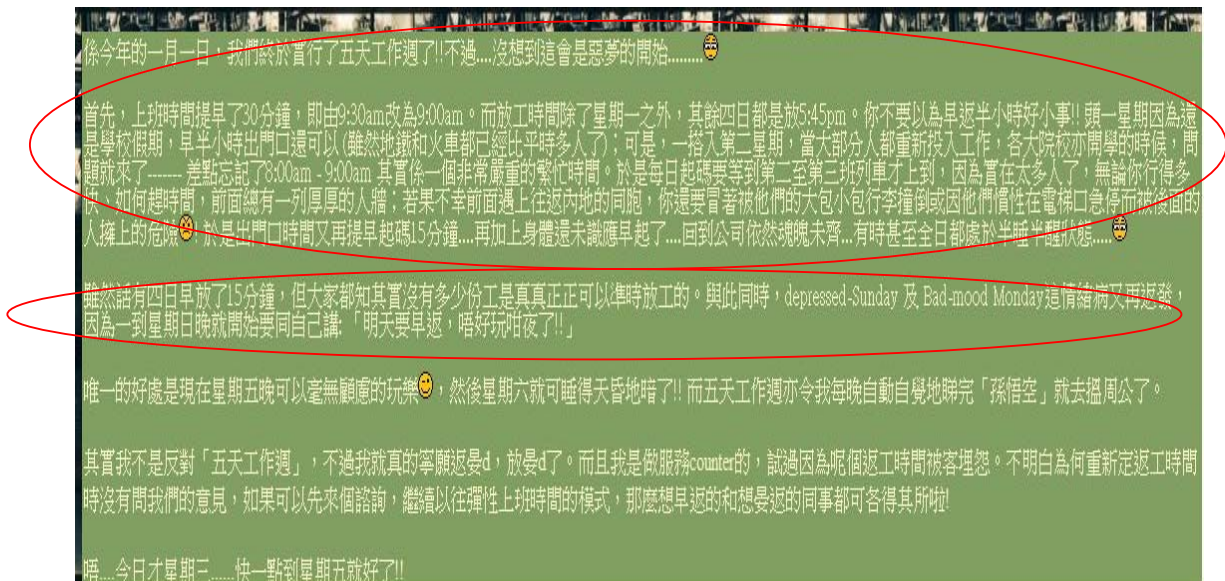 係今年的一月一日，我們終於實行了五天工作週了!!不過....沒想到這會是惡夢的開始.........
首先，上班時間提早了30分鐘，即由9:30am改為9:00am。而放工時間除了星期一之外，其餘四日都是放5:45pm。你不要以為早返半小時好小事!! 頭一星期因為還
是學校假期，早半小時出門口還可以 (雖然地鐵和火車都已經比平時多人了)；可是，一搭入第二星期，當大部分人都重新投入工作，各大院校亦開學的時候，問
題就來了------- 差點忘記了8:00am - 9:00am 其實係一個非常嚴重的繁忙時間。於是每日起碼要等到第二至第三班列車才上到，因為實在太多人了，無論你行得多
快，如何趕時間，前面總有一列厚厚的人牆；若果不幸前面遇上往返內地的同胞，你還要冒著被他們的大包小包行李撞倒或因他們慣性在電梯口急停而被後面的
人擁上的危險 於是出門口時間又再提早起碼15分鐘....再加上身體還未識應早起了....回到公司依然魂魄未齊...有時甚至全日都處於半睡半醒狀態.....
雖然話有四日早放了15分鐘，但大家都知其實沒有多少份工是真真正正可以準時放工的。與此同時，depressed-Sunday 及 Bad-mood Monday這情緒病又再返發，
因為一到星期日晚就開始要同自己講:「明天要早返，唔好玩咁夜了!!」
唯一的好處是現在星期五晚可以毫無顧慮的玩樂，然後星期六就可睡得天昏地暗了!! 而五天工作週亦令我每晚自動自覺地睇完「孫悟空」就去搵周公了。
其實我不是反對「五天工作週」，不過我就真的寧願返晏d，放晏d了。而且我是做服務counter的，試過因為呢個返工時間被客埋怨。不明白為何重新定返工時間
時沒有問我們的意見，如果可以先來個諮詢，繼續以往彈性上班時間的模式，那麼想早返的和想晏返的同事都可各得其所啦!
唔....今日才星期三......快一點到星期五就好了!!